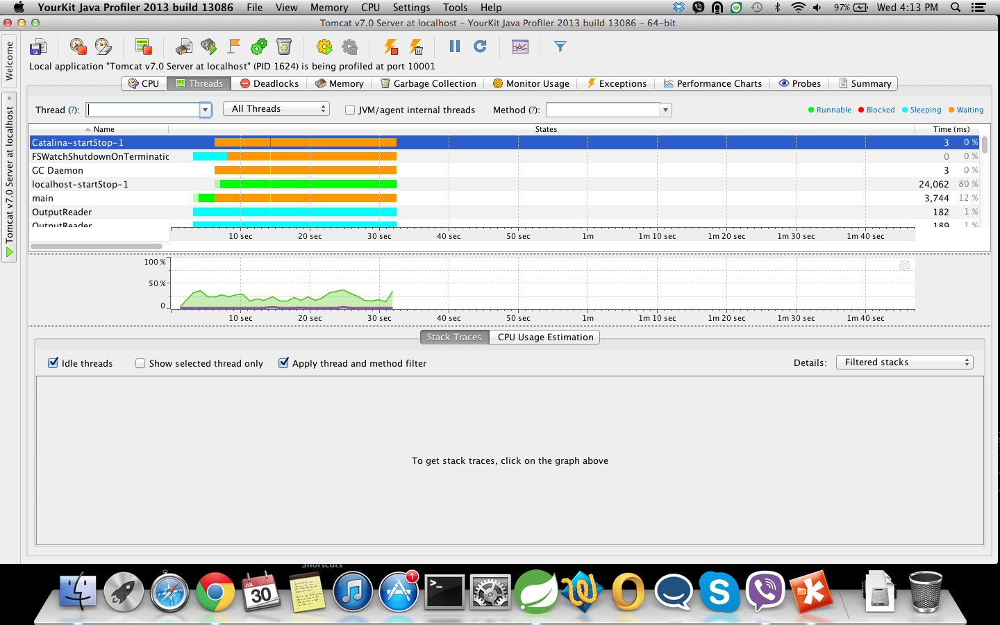 YourKit Java Profiler 2013 build 13086 File View Memory CPU Settings Tools Help 97% Wed 4:13 PM
Tomcat v7.0 Server at localhost - YourKit Java Profiler 2013 build 13086 - 64-bit
Welcome
Tomcat v7.0 Server at localhost
Local application "Tomcat v7.0 Server at localhost" (PID 1624) is being profiled at port 10001
CPU Threads Deadlocks Memory Garbage Collection Monitor Usage Exceptions Performance Charts Probes Summary
Thread (?): All Threads JVM/agent internal threads Method (?): Runnable Blocked Sleeping Waiting
Name States Time (ms)
Catalina-startStop-1 3 0 %
FSWatchShutdownOnTerminatic 0 0 %
GC Daemon 3 0 %
localhost-startStop-1 24,062 80 %
main 3,744 12 %
OutputReader 182 1 %
OutputReader 189 1 %
10 sec 20 sec 30 sec 40 sec 50 sec 1m 1m 10 sec 1m 20 sec 1m 30 sec 1m 40 sec
100 %
50 %
0
10 sec 20 sec 30 sec 40 sec 50 sec 1m 1m 10 sec 1m 20 sec 1m 30 sec 1m 40 sec
Stack Traces CPU Usage Estimation
Idle threads Show selected thread only Apply thread and method filter Details: Filtered stacks
To get stack traces, click on the graph above
Shortcuts
JUL
30
1